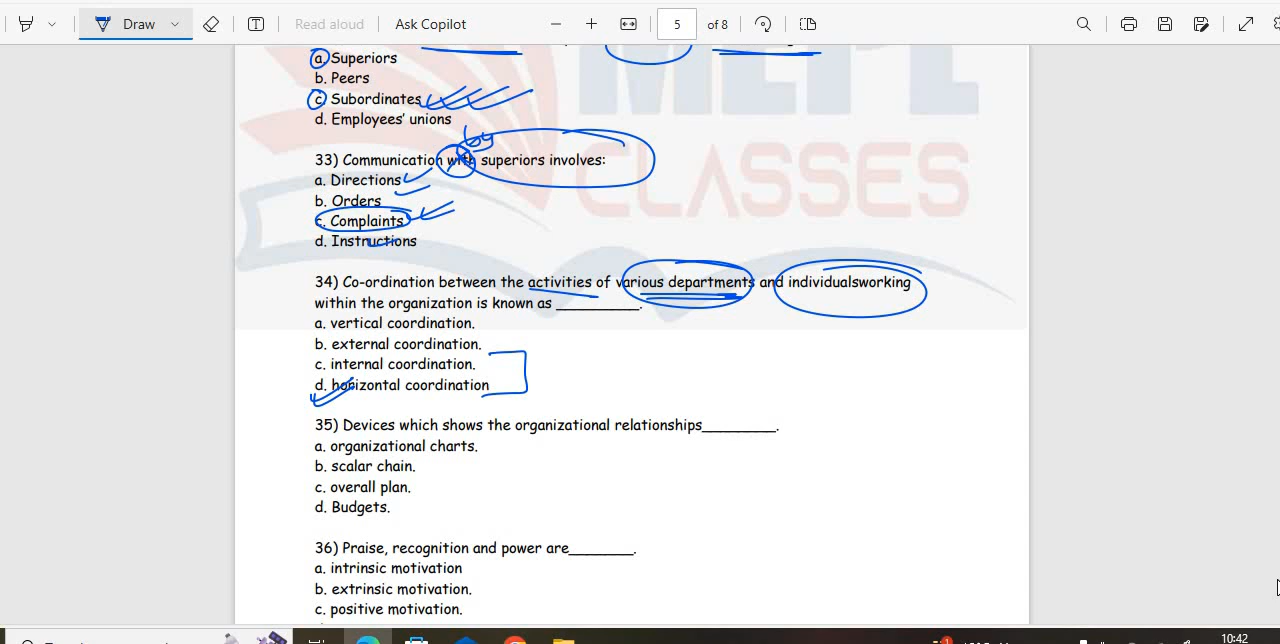 Draw
Read aloud
Ask Copilot
5 of 8
MEPL
CLASSES
a. Superiors
b. Peers
c. Subordinates
d. Employees’ unions
by
33) Communication with superiors involves:
a. Directions
b. Orders
c. Complaints
d. Instructions
34) Co-ordination between the activities of various departments and individualsworking
within the organization is known as __________.
a. vertical coordination.
b. external coordination.
c. internal coordination.
d. horizontal coordination
35) Devices which shows the organizational relationships_________.
a. organizational charts.
b. scalar chain.
c. overall plan.
d. Budgets.
36) Praise, recognition and power are________.
a. intrinsic motivation
b. extrinsic motivation.
c. positive motivation.
10:42